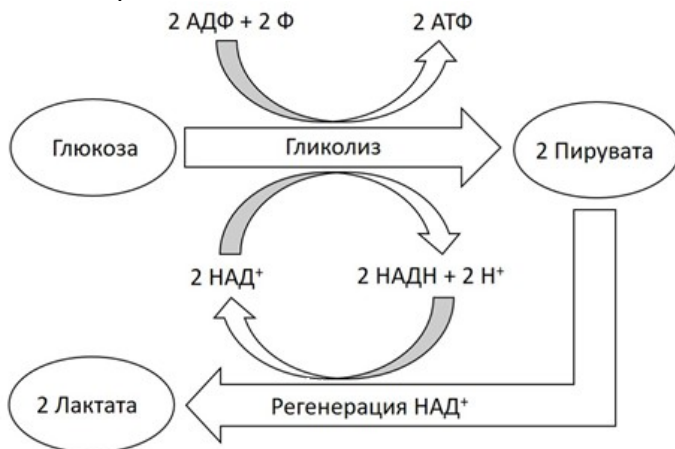 2 АДФ + 2 Ф
2 АТФ
Глюкоза
Гликолиз
2 Пирувата
2 НАД⁺
2 НАДН + 2 Н⁺
2 Лактата
Регенерация НАД⁺